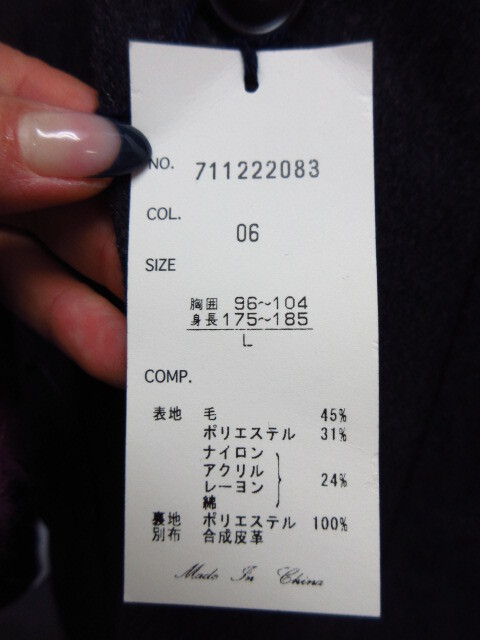 NO. 711222083
COL.
06
SIZE
胸囲 96~104
身長 175~185
L
COMP.
表地 毛 45%
ポリエステル 31%
ナイロン
アクリル
レーヨン 24%
綿
裏地 ポリエステル 100%
別布 合成皮革
Made In China